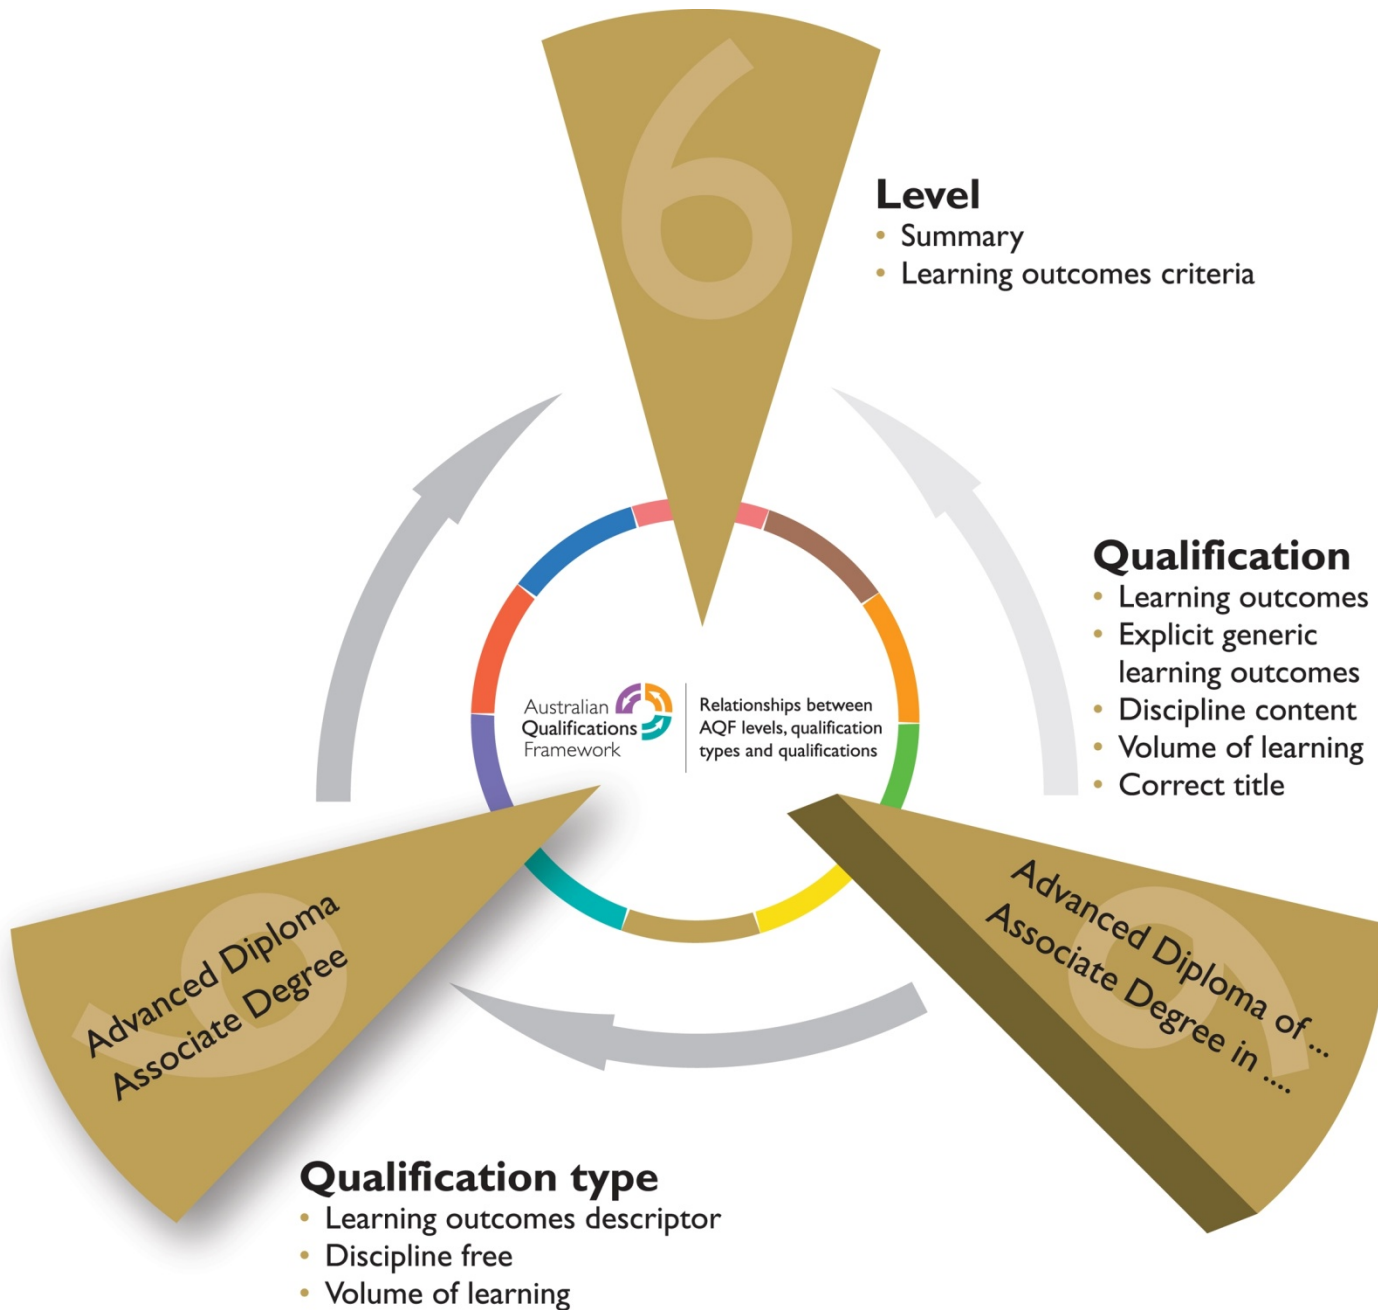 6
Level
• Summary
• Learning outcomes criteria
Qualification
• Learning outcomes
• Explicit generic
learning outcomes
• Discipline content
• Volume of learning
• Correct title
Australian
Qualifications
Framework
Relationships between
AQF levels, qualification
types and qualifications
6
Advanced Diploma
Associate Degree
6
Advanced Diploma of ...
Associate Degree in ....
Qualification type
• Learning outcomes descriptor
• Discipline free
• Volume of learning